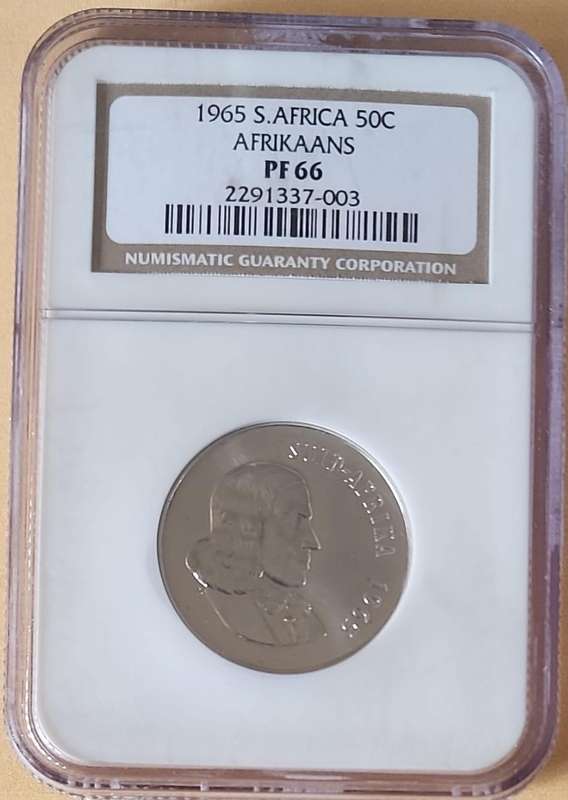 1965 S.AFRICA 50C
AFRIKAANS
PF 66
2291337-003
NUMISMATIC GUARANTY CORPORATION
SUID-AFRIKA 1965